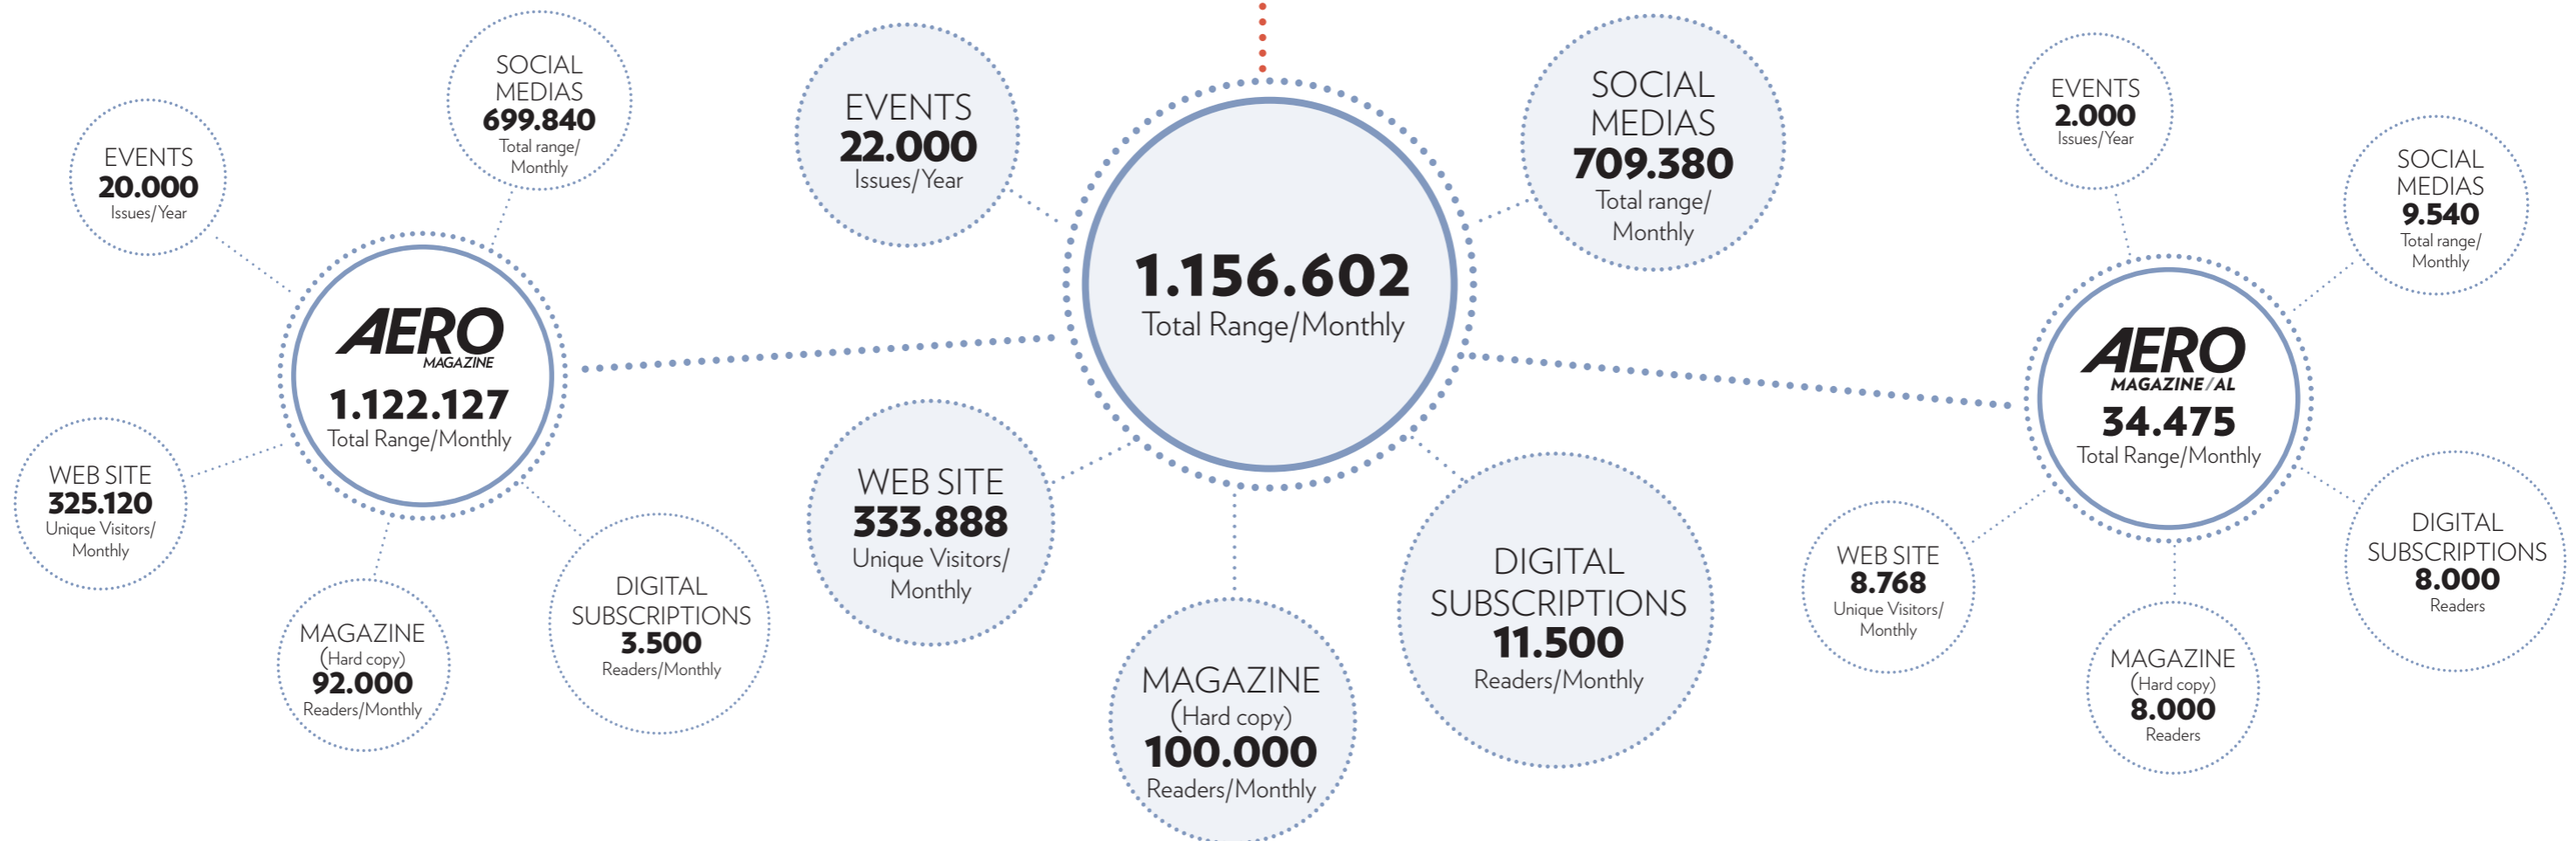 EVENTS
20.000
Issues/Year
SOCIAL
MEDIAS
699.840
Total range/
Monthly
AERO
MAGAZINE
1.122.127
Total Range/Monthly
WEB SITE
325.120
Unique Visitors/
Monthly
MAGAZINE
(Hard copy)
92.000
Readers/Monthly
DIGITAL
SUBSCRIPTIONS
3.500
Readers/Monthly
EVENTS
22.000
Issues/Year
SOCIAL
MEDIAS
709.380
Total range/
Monthly
1.156.602
Total Range/Monthly
WEB SITE
333.888
Unique Visitors/
Monthly
MAGAZINE
(Hard copy)
100.000
Readers/Monthly
DIGITAL
SUBSCRIPTIONS
11.500
Readers/Monthly
EVENTS
2.000
Issues/Year
SOCIAL
MEDIAS
9.540
Total range/
Monthly
AERO
MAGAZINE/AL
34.475
Total Range/Monthly
WEB SITE
8.768
Unique Visitors/
Monthly
MAGAZINE
(Hard copy)
8.000
Readers
DIGITAL
SUBSCRIPTIONS
8.000
Readers